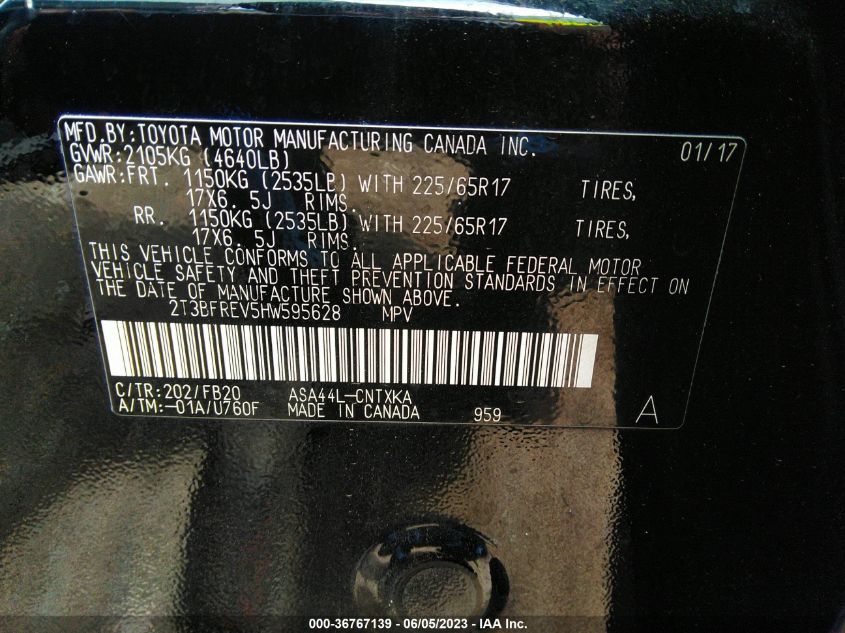 MFD.BY:TOYOTA MOTOR MANUFACTURING CANADA INC. 01/17
GVWR:2105KG (4640LB)
GAWR:FRT. 1150KG (2535LB) WITH 225/65R17 TIRES,
17X6. 5J RIMS.
RR. 1150KG (2535LB) WITH 225/65R17 TIRES,
17X6. 5J RIMS.
THIS VEHICLE CONFORMS TO ALL APPLICABLE FEDERAL MOTOR
VEHICLE SAFETY AND THEFT PREVENTION STANDARDS IN EFFECT ON
THE DATE OF MANUFACTURE SHOWN ABOVE.
2T3BFREV5HW595628 MPV
C/TR:202/FB20 ASA44L-CNTXKA
A/TM:-01A/U760F MADE IN CANADA 959 A
000-36767139 - 06/05/2023 - IAA Inc.